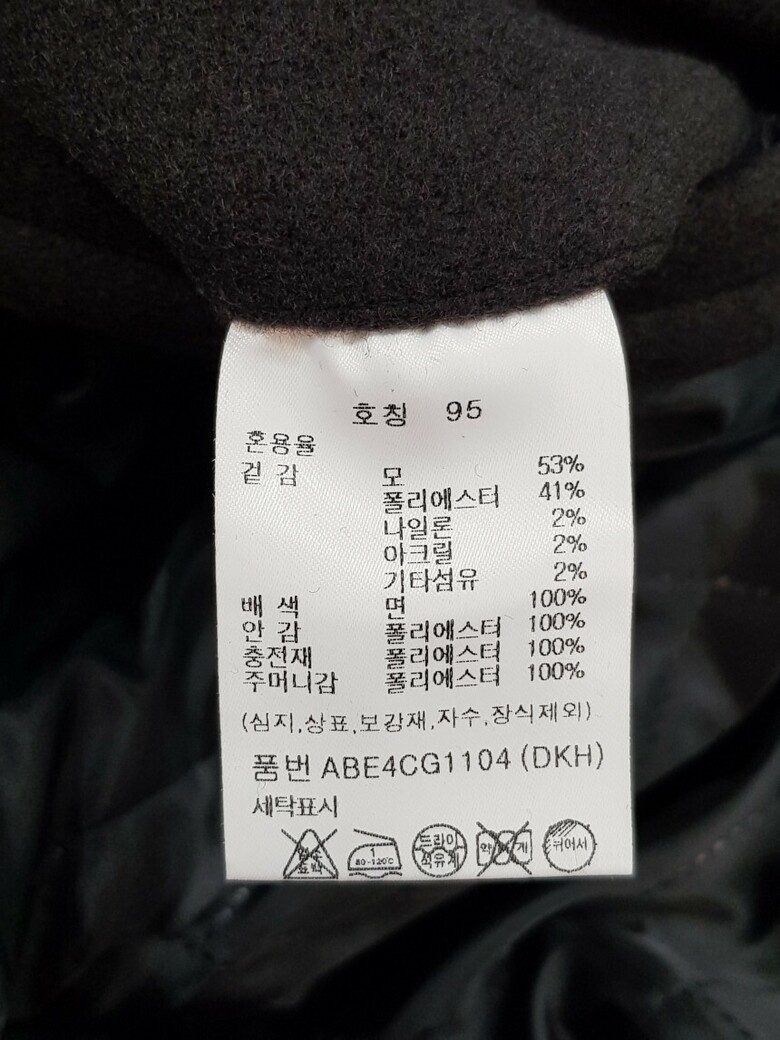 호칭 95
혼용율
겉 감 모 53%
폴리에스터 41%
나일론 2%
아크릴 2%
기타섬유 2%
배 색 면 100%
안 감 폴리에스터 100%
충전재 폴리에스터 100%
주머니감 폴리에스터 100%
(심지,상표,보강재,자수,장식제외)
품번 ABE4CG1104 (DKH)
세탁표시
1 80-120℃ 드라이 석유계 뉘어서